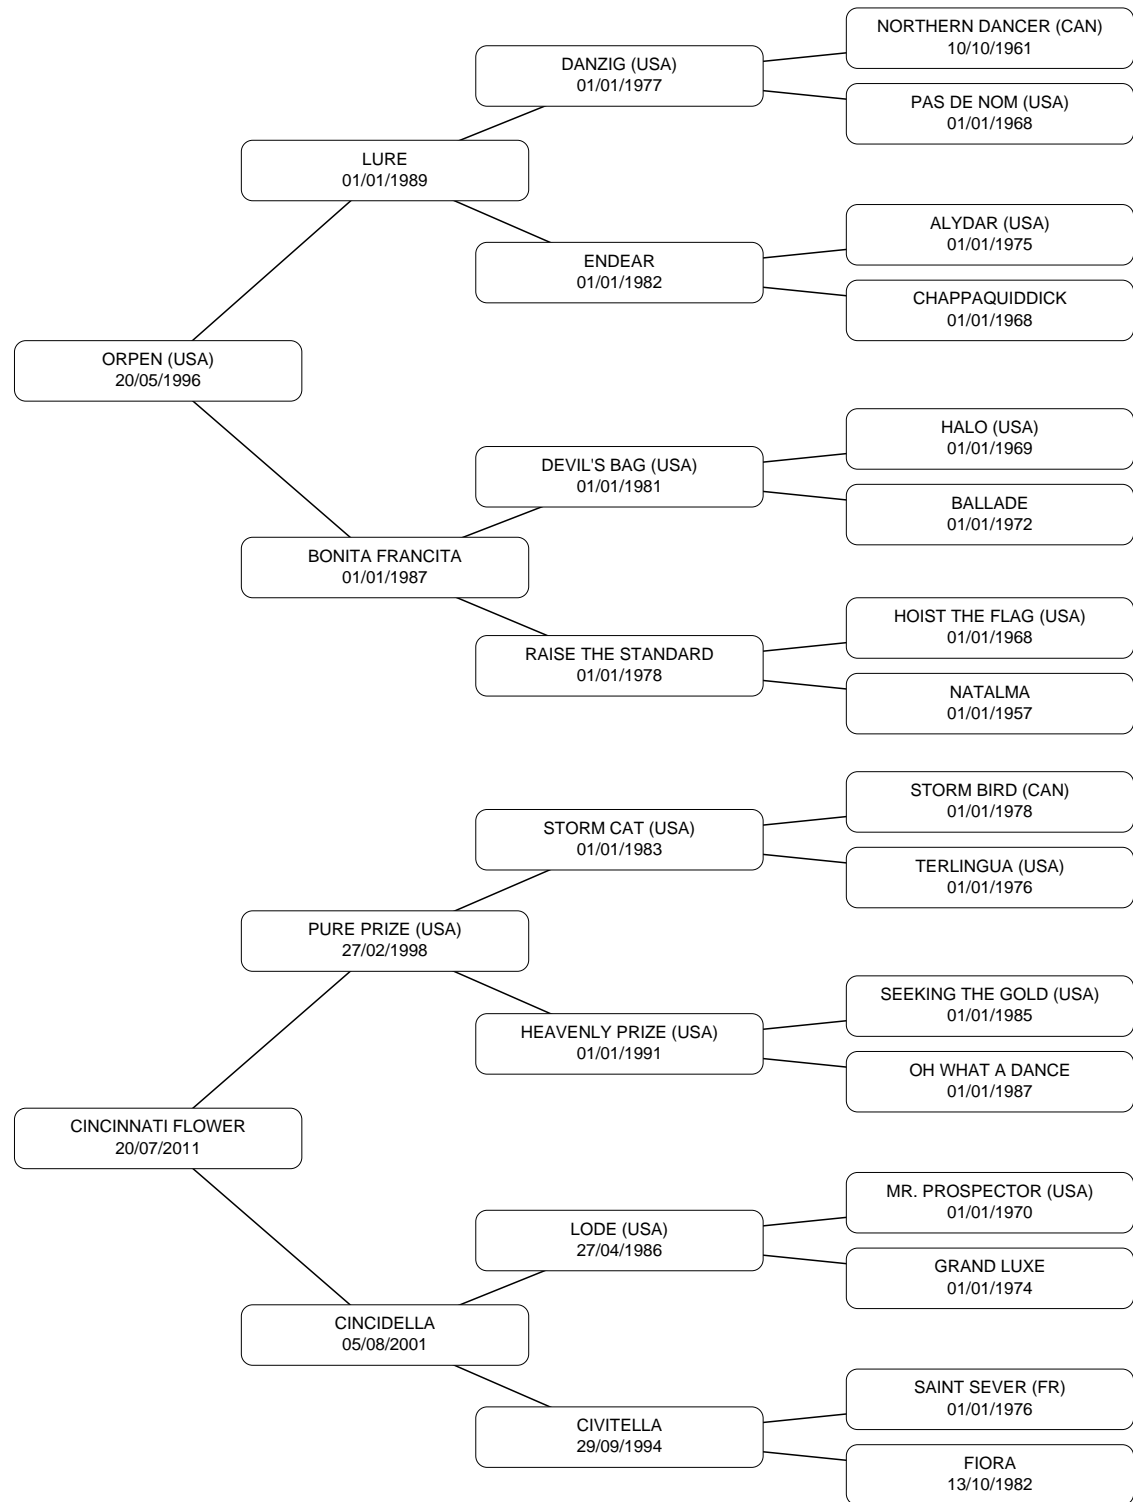 NORTHERN DANCER (CAN)
10/10/1961
DANZIG (USA)
01/01/1977
PAS DE NOM (USA)
01/01/1968
LURE
01/01/1989
ALYDAR (USA)
01/01/1975
ENDEAR
01/01/1982
CHAPPAQUIDDICK
01/01/1968
ORPEN (USA)
20/05/1996
HALO (USA)
01/01/1969
DEVIL'S BAG (USA)
01/01/1981
BALLADE
01/01/1972
BONITA FRANCITA
01/01/1987
HOIST THE FLAG (USA)
01/01/1968
RAISE THE STANDARD
01/01/1978
NATALMA
01/01/1957
STORM BIRD (CAN)
01/01/1978
STORM CAT (USA)
01/01/1983
TERLINGUA (USA)
01/01/1976
PURE PRIZE (USA)
27/02/1998
SEEKING THE GOLD (USA)
01/01/1985
HEAVENLY PRIZE (USA)
01/01/1991
OH WHAT A DANCE
01/01/1987
CINCINNATI FLOWER
20/07/2011
MR. PROSPECTOR (USA)
01/01/1970
LODE (USA)
27/04/1986
GRAND LUXE
01/01/1974
CINCIDELLA
05/08/2001
SAINT SEVER (FR)
01/01/1976
CIVITELLA
29/09/1994
FIORA
13/10/1982